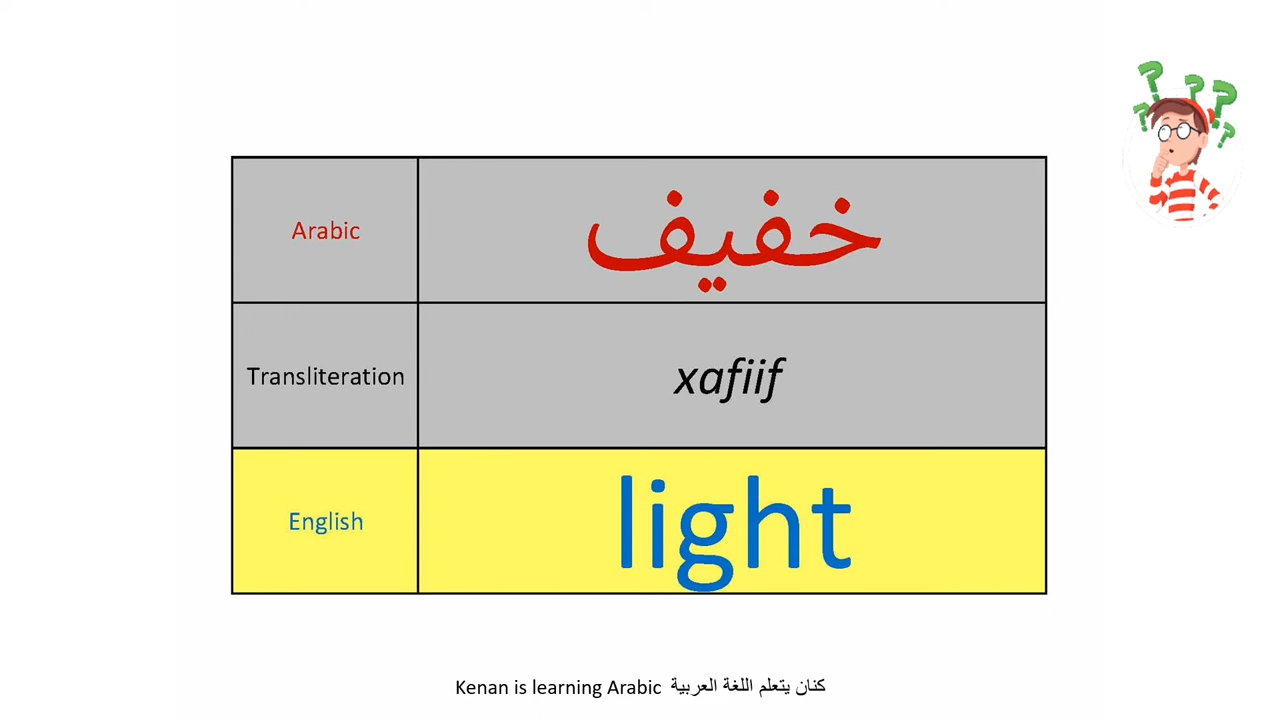 Arabic خفيف
Transliteration xafiif
English light
Kenan is learning Arabic كنان يتعلم اللغة العربية